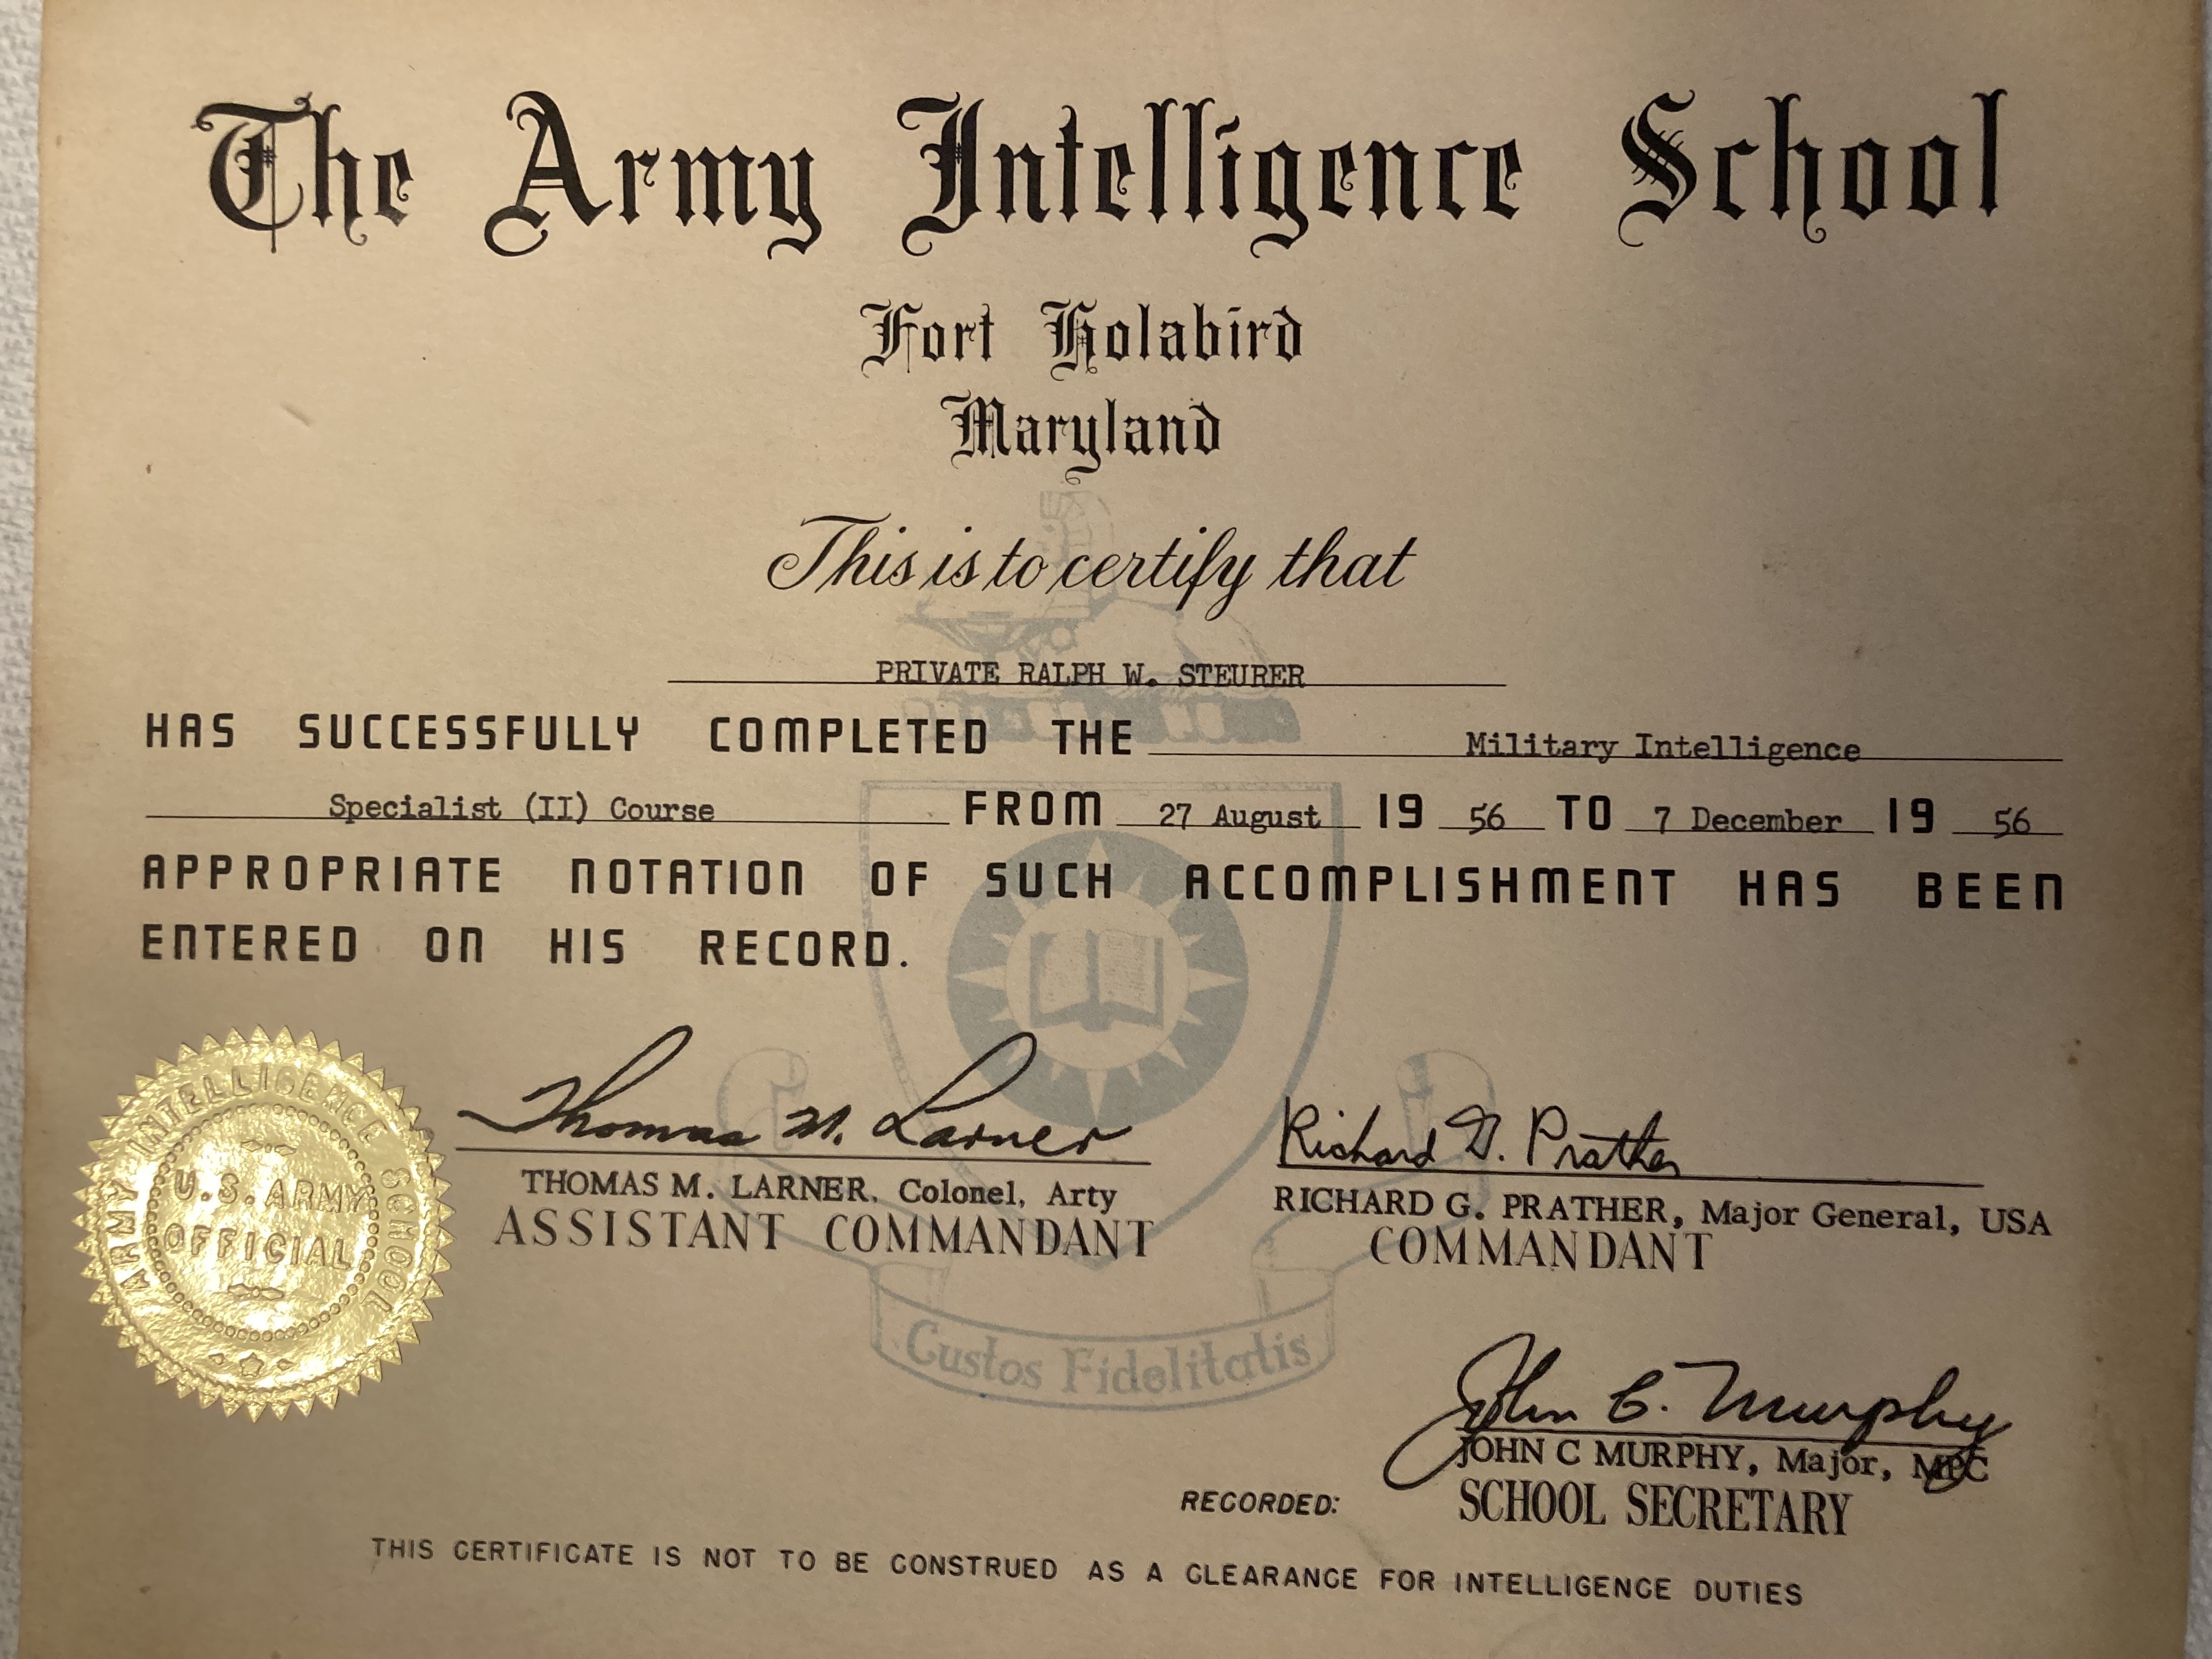 The Army Intelligence School
Fort Holabird
Maryland
This is to certify that
PRIVATE RALPH W. STEURER
HAS SUCCESSFULLY COMPLETED THE Military Intelligence
Specialist (II) Course FROM 27 August 19 56 TO 7 December 19 56
APPROPRIATE NOTATION OF SUCH ACCOMPLISHMENT HAS BEEN
ENTERED ON HIS RECORD.
ARMY INTELLIGENCE SCHOOL
U.S. ARMY
OFFICIAL
Thomas M. Larner
THOMAS M. LARNER, Colonel, Arty
ASSISTANT COMMANDANT
Richard G. Prather
RICHARD G. PRATHER, Major General, USA
COMMANDANT
Custos Fidelitatis
John C. Murphy
JOHN C MURPHY, Major, MPC
RECORDED: SCHOOL SECRETARY
THIS CERTIFICATE IS NOT TO BE CONSTRUED AS A CLEARANCE FOR INTELLIGENCE DUTIES